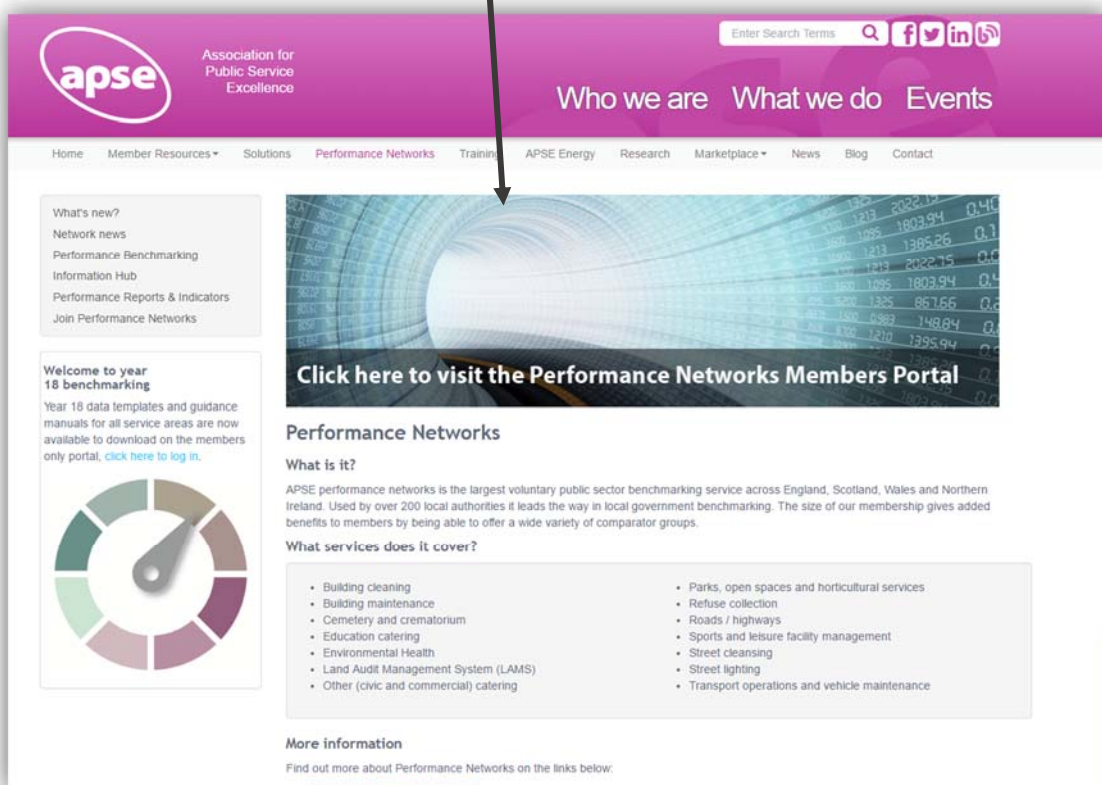 apse
Association for
Public Service
Excellence
Enter Search Terms
Who we are What we do Events
Home Member Resources Solutions Performance Networks Training APSE Energy Research Marketplace News Blog Contact
What's new?
Network news
Performance Benchmarking
Information Hub
Performance Reports & Indicators
Join Performance Networks
Welcome to year
18 benchmarking
Year 18 data templates and guidance
manuals for all service areas are now
available to download on the members
only portal, click here to log in.
Click here to visit the Performance Networks Members Portal
Performance Networks
What is it?
APSE performance networks is the largest voluntary public sector benchmarking service across England, Scotland, Wales and Northern
Ireland. Used by over 200 local authorities it leads the way in local government benchmarking. The size of our membership gives added
benefits to members by being able to offer a wide variety of comparator groups.
What services does it cover?
• Building cleaning
• Building maintenance
• Cemetery and crematorium
• Education catering
• Environmental Health
• Land Audit Management System (LAMS)
• Other (civic and commercial) catering
• Parks, open spaces and horticultural services
• Refuse collection
• Roads / highways
• Sports and leisure facility management
• Street cleansing
• Street lighting
• Transport operations and vehicle maintenance
More information
Find out more about Performance Networks on the links below: